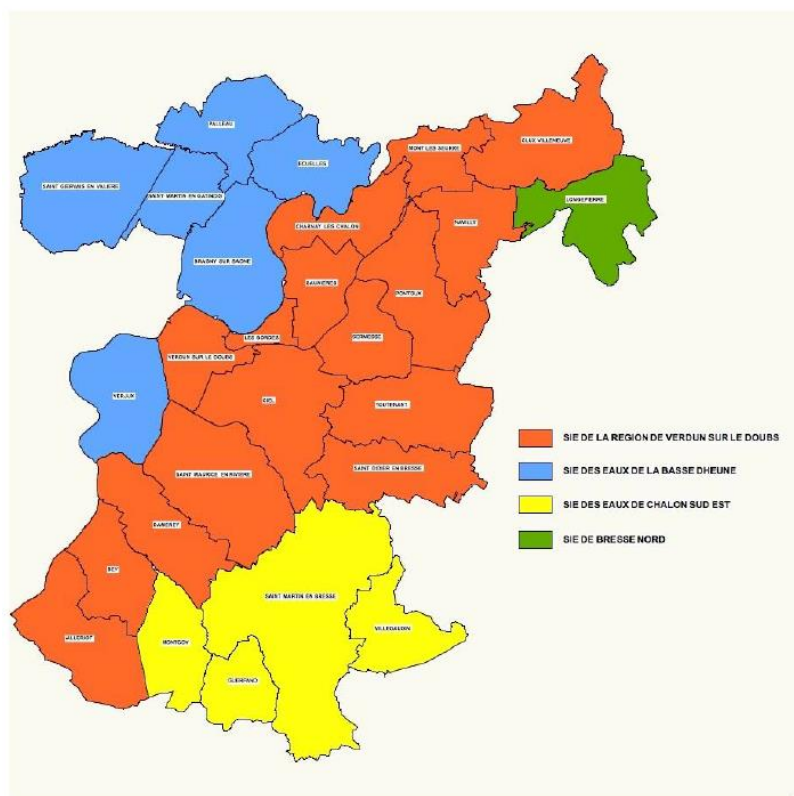 PALLEAU
ECUELLES
MONT LES SEURRE
CLUX VILLENEUVE
SAINT GERVAIS EN VALLIERE
SAINT MARTIN EN GATINOIS
LONGEPIERRE
CHARNAY LES CHALON
NAVILLY
BRAGNY SUR SAONE
SAUNIERES
PONTOUX
LES BORDES
SERMESSE
VERDUN SUR LE DOUBS
VERJUX
CIEL
TOUTENANT
SIE DE LA REGION DE VERDUN SUR LE DOUBS
SAINT MAURICE EN RIVIERE
SAINT DIDIER EN BRESSE
SIE DES EAUX DE LA BASSE DHEUNE
SIE DES EAUX DE CHALON SUD EST
DAMEREY
SIE DE BRESSE NORD
BEY
SAINT MARTIN EN BRESSE
VILLEGAUDIN
ALLERIOT
MONTCOY
GUERFAND